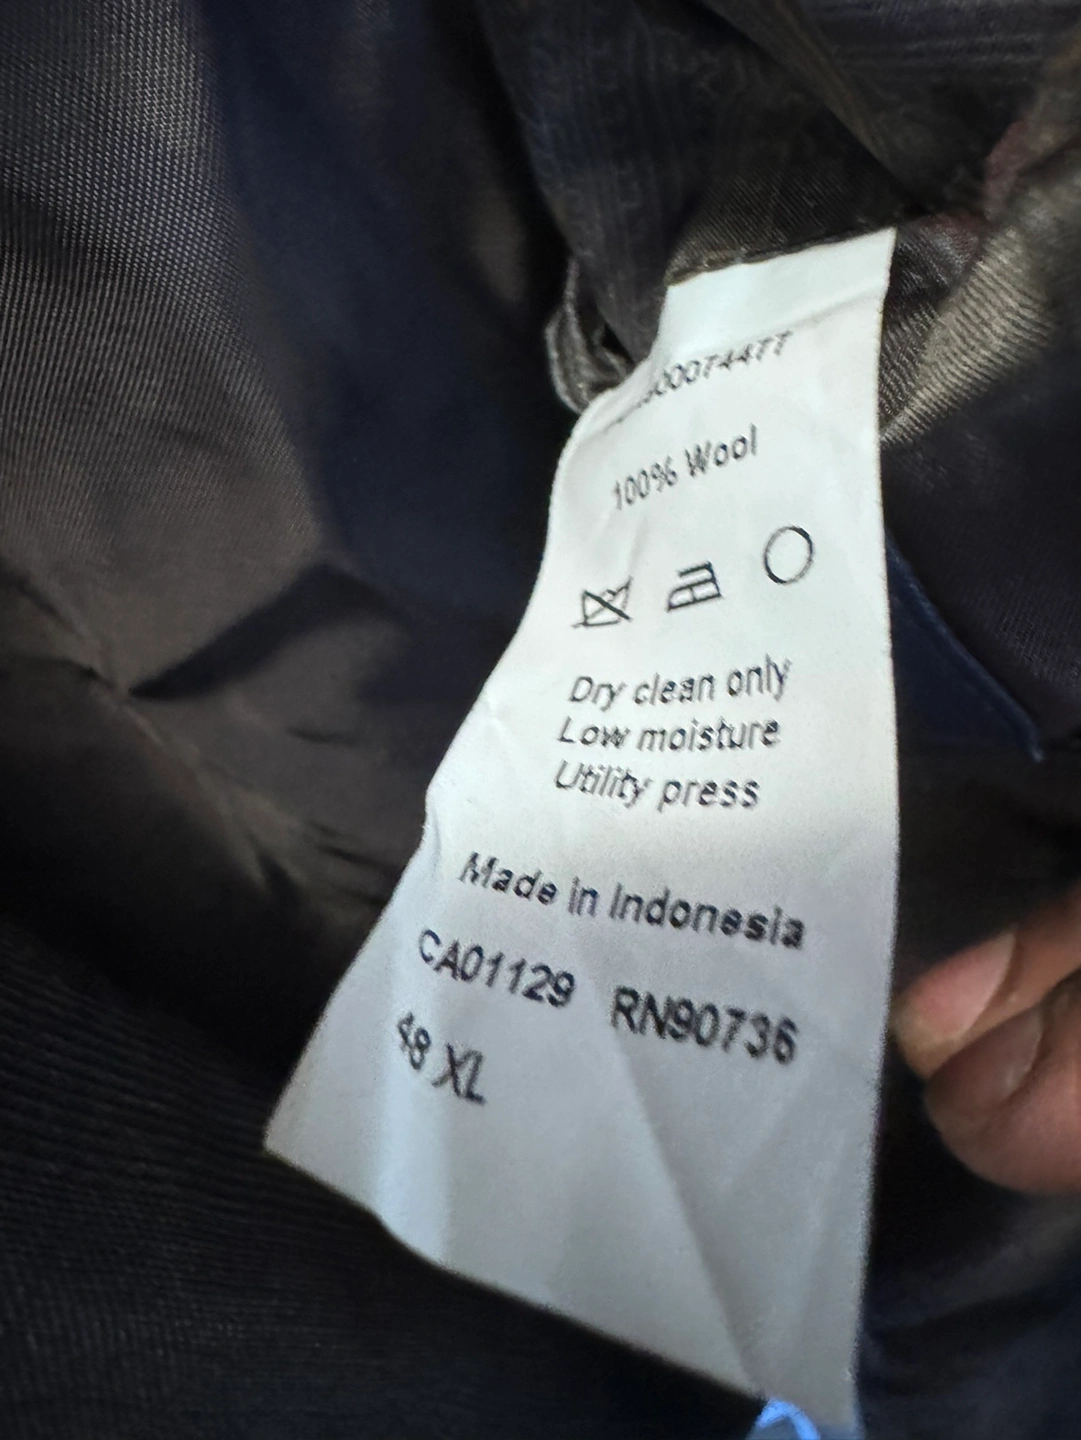 100% Wool
Dry clean only
Low moisture
Utility press
Made in Indonesia
CA01129 RN90736
48 XL